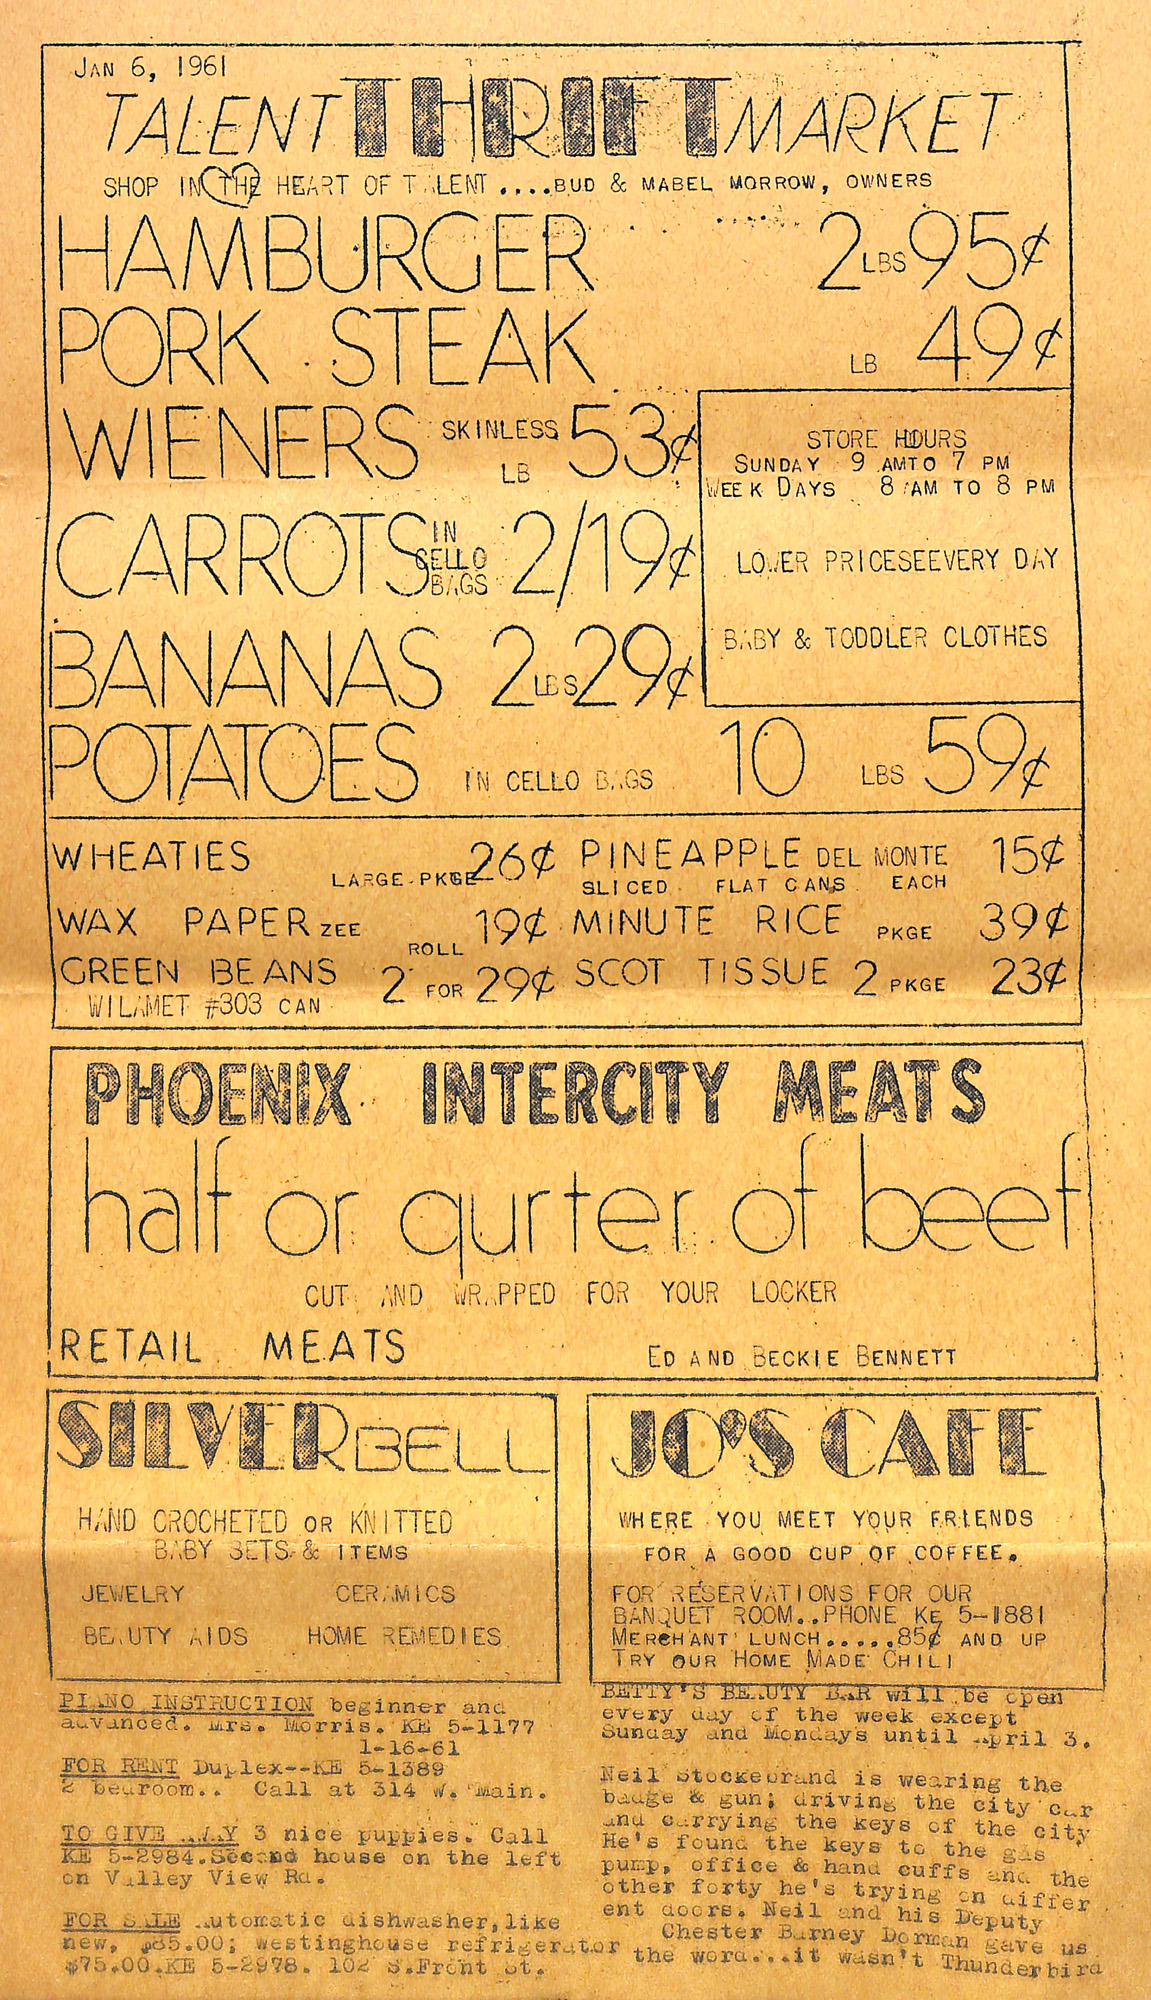 JAN 6, 1961
TALENT THRIFT MARKET
SHOP IN THE HEART OF TALENT ....BUD & MABEL MORROW, OWNERS
HAMBURGER 2 LBS 95¢
PORK STEAK LB 49¢
WIENERS SKINLESS LB 53¢
CARROTS IN CELLO BAGS 2/19¢
BANANAS 2 LBS 29¢
STORE HOURS
SUNDAY 9 AMTO 7 PM
WEEK DAYS 8 AM TO 8 PM
LOWER PRICESEEVERY DAY
BABY & TODDLER CLOTHES
POTATOES IN CELLO BAGS 10 LBS 59¢
WHEATIES LARGE PKGE 26¢
WAX PAPER ZEE ROLL 19¢
GREEN BEANS 2 FOR 29¢
WILAMET #303 CAN
PINEAPPLE DEL MONTE 15¢
SLICED FLAT CANS EACH
MINUTE RICE PKGE 39¢
SCOT TISSUE 2 PKGE 23¢
PHOENIX INTERCITY MEATS
half or qurter of beef
CUT AND WRAPPED FOR YOUR LOCKER
RETAIL MEATS ED AND BECKIE BENNETT
SILVER BELL
HAND CROCHETED OR KNITTED
BABY SETS & ITEMS
JEWELRY CERAMICS
BEAUTY AIDS HOME REMEDIES
JO'S CAFE
WHERE YOU MEET YOUR FRIENDS
FOR A GOOD CUP OF COFFEE.
FOR RESERVATIONS FOR OUR
BANQUET ROOM..PHONE KE 5-1881
MERCHANT LUNCH.....85¢ AND UP
TRY OUR HOME MADE CHILI
PIANO INSTRUCTION beginner and
advanced. Mrs. Morris. KE 5-1177
1-16-61
FOR RENT Duplex--KE 5-1389
2 bedroom.. Call at 314 W. Main.
TO GIVE AWAY 3 nice puppies. Call
KE 5-2984.Second house on the left
on Valley View Rd.
FOR SALE Automatic dishwasher,like
new, $85.00; westinghouse refrigerator
$75.00.KE 5-2978. 102 S.Front St.
BETTY'S BEAUTY BAR will be open
every day of the week except
Sunday and Mondays until April 3.
Neil Stockebrand is wearing the
badge & gun; driving the city car
and carrying the keys of the city
He's found the keys to the gas
pump, office & hand cuffs and the
other forty he's trying on differ
ent doors. Neil and his Deputy
Chester Barney Dorman gave us
the word...it wasn't Thunderbird